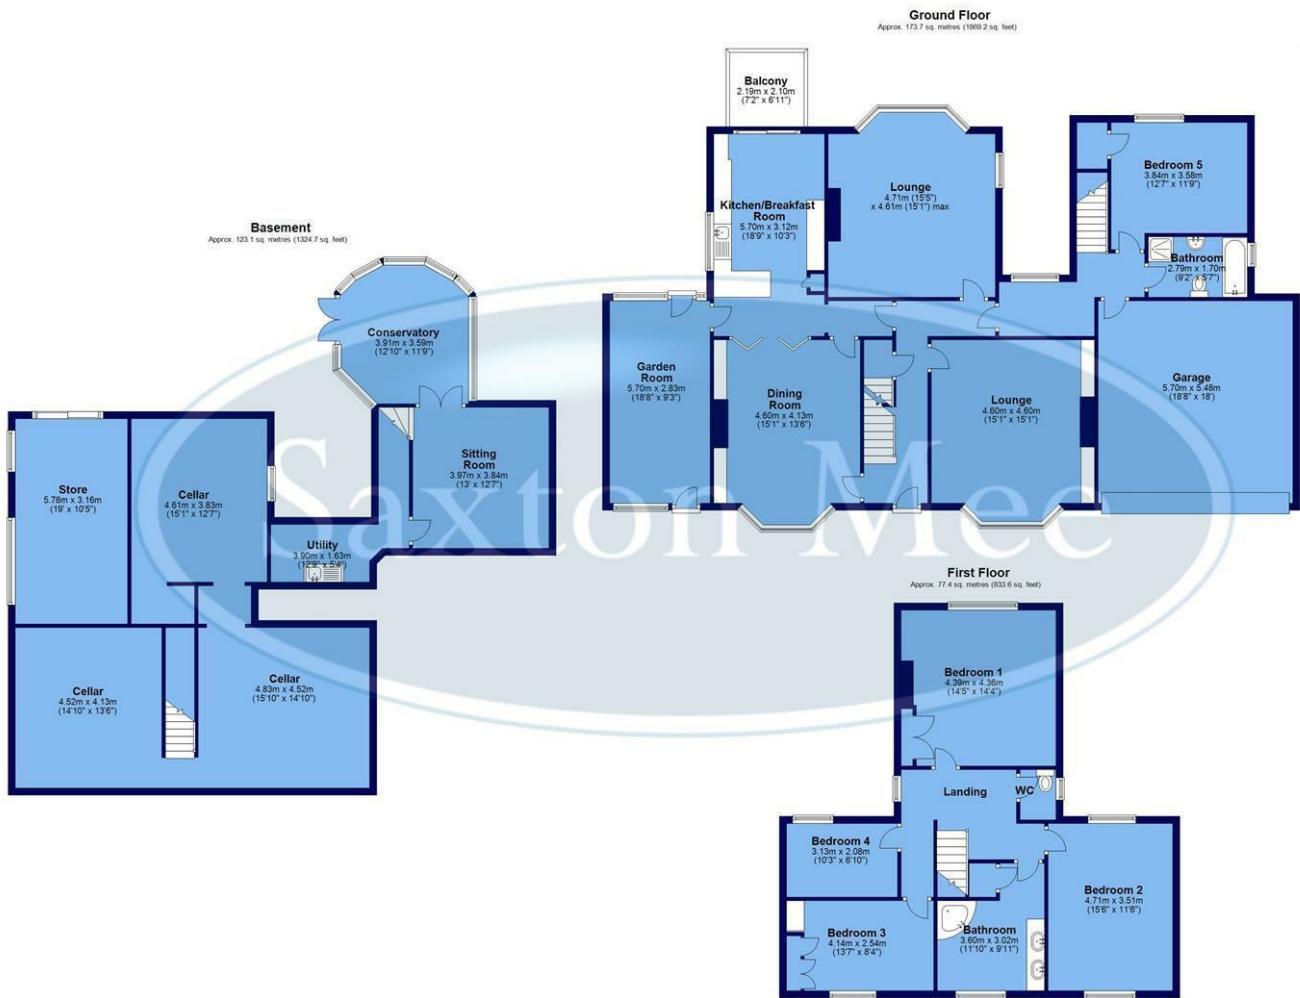 Ground Floor
Approx. 173.7 sq. metres (1869.2 sq. feet)
Balcony
2.19m x 2.10m
(7'2" x 6'11")
Kitchen/Breakfast
Room
5.70m x 3.12m
(18'9" x 10'3")
Lounge
4.71m (15'5")
x 4.61m (15'1") max
Bedroom 5
3.84m x 3.58m
(12'7" x 11'9")
Bathroom
2.79m x 1.70m
(9'2" x 5'7")
Garden
Room
5.70m x 2.83m
(18'8" x 9'3")
Dining
Room
4.60m x 4.13m
(15'1" x 13'6")
Lounge
4.60m x 4.60m
(15'1" x 15'1")
Garage
5.70m x 5.48m
(18'8" x 18')
Basement
Approx. 123.1 sq. metres (1324.7 sq. feet)
Conservatory
3.91m x 3.59m
(12'10" x 11'9")
Store
5.78m x 3.16m
(19' x 10'5")
Cellar
4.61m x 3.83m
(15'1" x 12'7")
Sitting
Room
3.97m x 3.84m
(13' x 12'7")
Utility
3.90m x 1.63m
(12'9" x 5'4")
Cellar
4.52m x 4.13m
(14'10" x 13'6")
Cellar
4.83m x 4.52m
(15'10" x 14'10")
Saxton Mee
First Floor
Approx. 77.4 sq. metres (833.6 sq. feet)
Bedroom 1
4.39m x 4.36m
(14'5" x 14'4")
Landing
WC
Bedroom 4
3.13m x 2.08m
(10'3" x 6'10")
Bedroom 2
4.71m x 3.51m
(15'6" x 11'6")
Bedroom 3
4.14m x 2.54m
(13'7" x 8'4")
Bathroom
3.60m x 3.02m
(11'10" x 9'11")